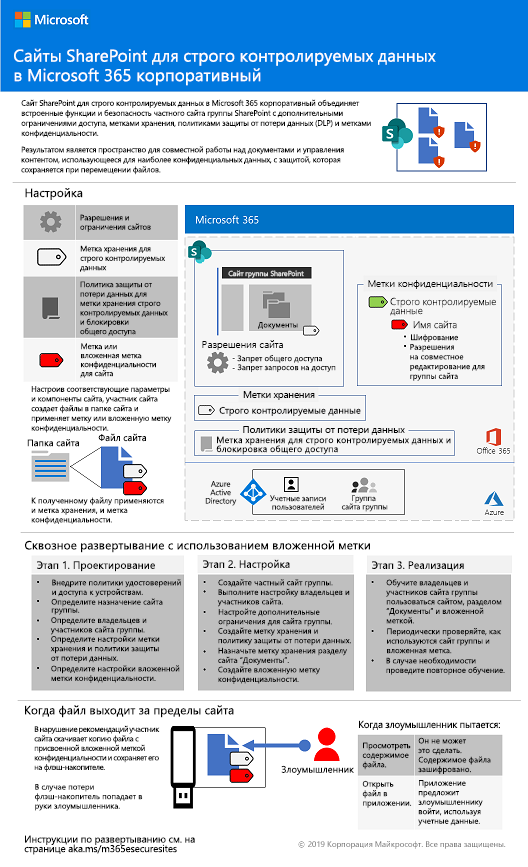 Microsoft
Сайты SharePoint для строго контролируемых данных
в Microsoft 365 корпоративный
Сайт SharePoint для строго контролируемых данных в Microsoft 365 корпоративный объединяет
встроенные функции и безопасность частного сайта группы SharePoint с дополнительными
ограничениями доступа, метками хранения, политиками защиты от потери данных (DLP) и метками
конфиденциальности.
Результатом является пространство для совместной работы над документами и управления
контентом, использующееся для наиболее конфиденциальных данных, с защитой, которая
сохраняется при перемещении файлов.
Настройка
Разрешения и
ограничения сайтов
Метка хранения для
строго контролируемых
данных
Политика защиты от
потери данных для
метки хранения строго
контролируемых данных
и блокировки
общего доступа
Метка или
вложенная метка
конфиденциальности
для сайта
Настроив соответствующие параметры
и компоненты сайта, участник сайта
создает файлы в папке сайта и
применяет метку или вложенную метку
конфиденциальности.
Папка сайта
Файл сайта
К полученному файлу применяются
и метка хранения, и метка
конфиденциальности.
Microsoft 365
Сайт группы SharePoint
Документы
Разрешения сайта
- Запрет общего доступа
- Запрет запросов на доступ
Метки конфиденциальности
Строго контролируемые
данные
Имя сайта
• Шифрование
• Разрешения
на совместное
редактирование для
группы сайта
Метки хранения
Строго контролируемые данные
Политики защиты от потери данных
Метка хранения для строго контролируемых данных и
блокировка общего доступа
Office 365
Azure
Active
Directory
Учетные записи
пользователей
Группа
сайта группы
Azure
Сквозное развертывание с использованием вложенной метки
Этап 1. Проектирование
• Внедрите политики удостоверений
и доступа к устройствам.
• Определите назначение сайта
группы.
• Определите владельцев и
участников сайта группы.
• Определите настройки метки
хранения и политики защиты
от потери данных.
• Определите настройки вложенной
метки конфиденциальности.
Этап 2. Настройка
• Создайте частный сайт группы.
• Выполните настройку владельцев и
участников сайта.
• Настройте дополнительные
ограничения для сайта группы.
• Создайте метку хранения и
политику защиты от потери данных.
• Назначьте метку хранения разделу
сайта "Документы".
• Создайте вложенную метку
конфиденциальности.
Этап 3. Реализация
• Обучите владельцев и
участников сайта группы
пользоваться сайтом, разделом
"Документы" и вложенной
меткой.
• Периодически проверяйте, как
используются сайт группы и
вложенная метка.
• В случае необходимости
проведите повторное обучение.
Когда файл выходит за пределы сайта
В нарушение рекомендаций участник
сайта скачивает копию файла с
присвоенной вложенной меткой
конфиденциальности и сохраняет его
на флэш-накопителе.
В случае потери
флэш-накопитель попадает в
руки злоумышленника.
Злоумышленник
Когда злоумышленник пытается:
Просмотреть
содержимое
файла.
Он не может
это сделать.
Содержимое файла
зашифровано.
Открыть
файл в
приложении.
Приложение
предложит
злоумышленнику
войти, используя
учетные данные.
Инструкции по развертыванию см. на
странице aka.ms/m365esecuresites
© 2019 Корпорация Майкрософт. Все права защищены.